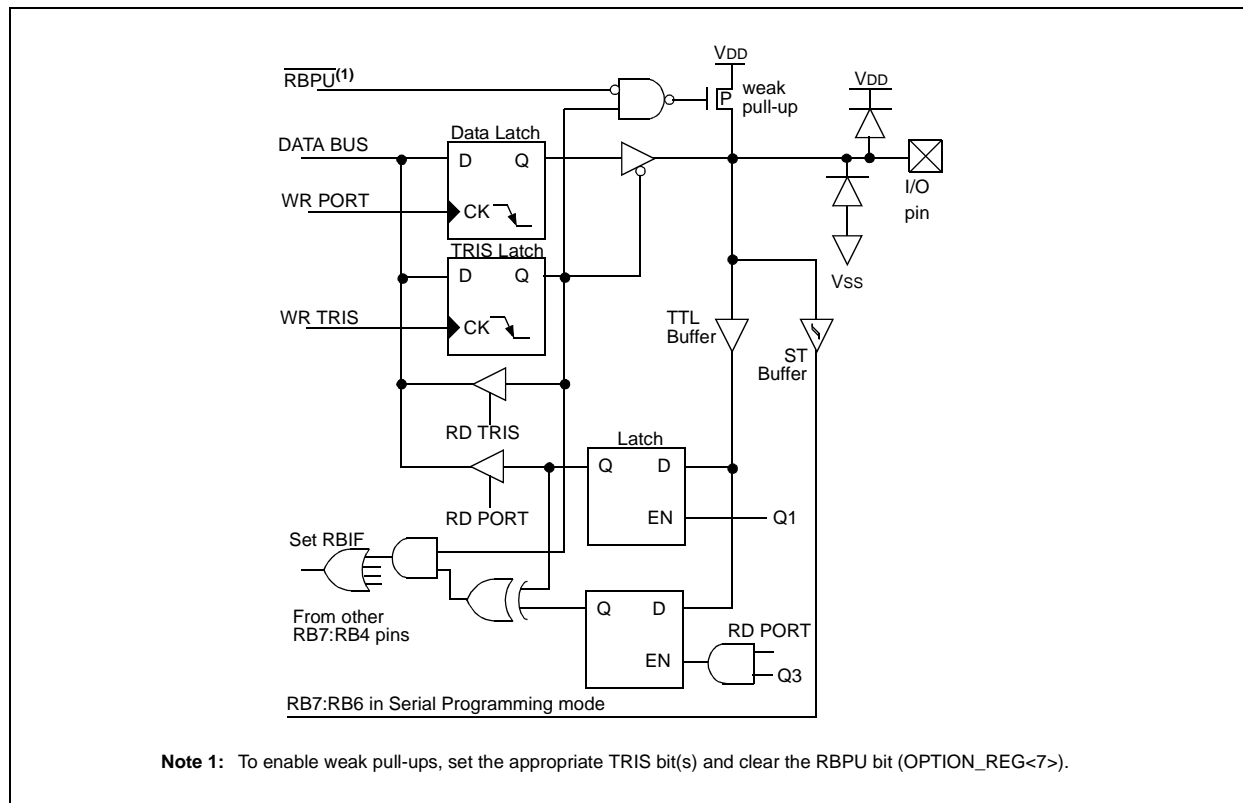 VDD
RBPU(1)
P
weak
pull-up
VDD
Data Latch
DATA BUS
D Q
I/O
pin
WR PORT
CK
TRIS Latch
D Q
VSS
WR TRIS
CK
TTL
Buffer
ST
Buffer
RD TRIS
Latch
Q D
RD PORT
EN
Q1
Set RBIF
From other
RB7:RB4 pins
Q D
RD PORT
EN
Q3
RB7:RB6 in Serial Programming mode
Note 1: To enable weak pull-ups, set the appropriate TRIS bit(s) and clear the RBPU bit (OPTION_REG<7>).